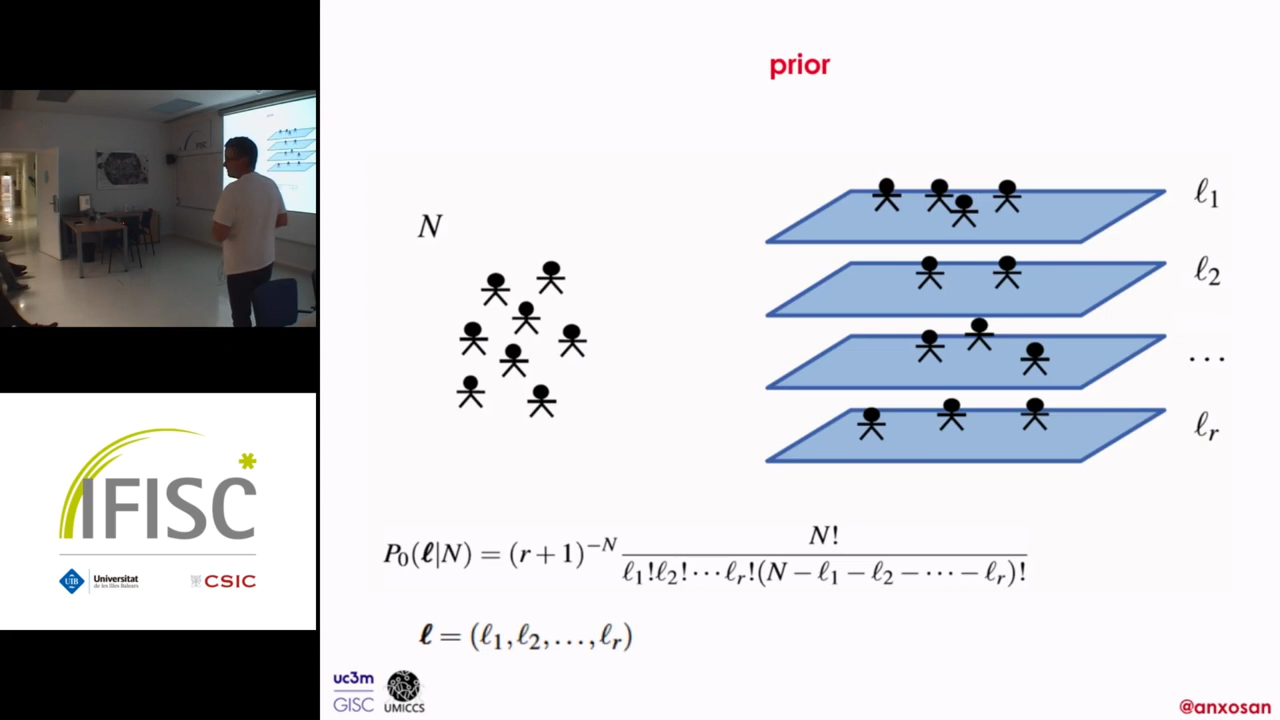 prior
N
ℓ1
ℓ2
...
ℓr
P0(ℓ|N) = (r+1)^−N N! / ℓ1!ℓ2!···ℓr!(N−ℓ1−ℓ2−···−ℓr)!
ℓ = (ℓ1,ℓ2,...,ℓr)
IFISC
UIB
Universitat
de les Illes Balears
CSIC
uc3m
GISC
UMICCS
@anxosan